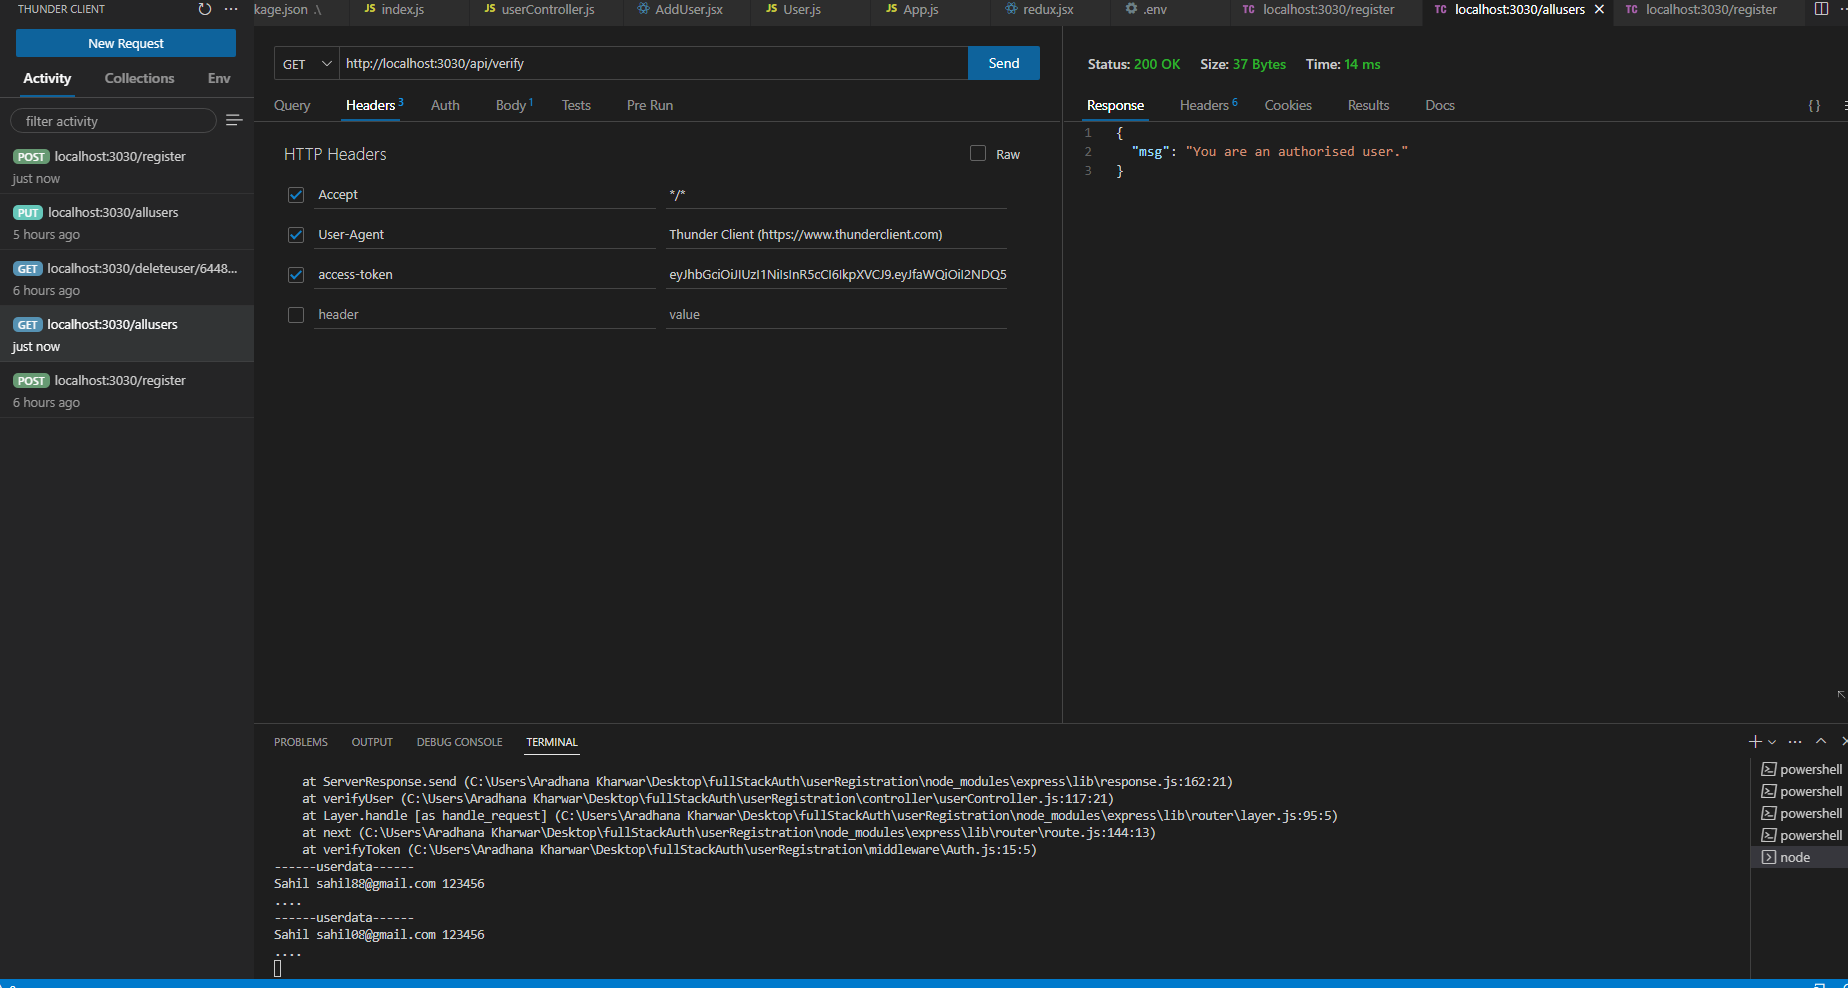 THUNDER CLIENT
New Request
Activity Collections Env
filter activity
POST localhost:3030/register
just now
PUT localhost:3030/allusers
5 hours ago
GET localhost:3030/deleteuser/6448...
6 hours ago
GET localhost:3030/allusers
just now
POST localhost:3030/register
6 hours ago
kage.json .\ JS index.js JS userController.js AddUser.jsx JS User.js JS App.js redux.jsx .env TC localhost:3030/register TC localhost:3030/allusers TC localhost:3030/register
GET http://localhost:3030/api/verify Send
Query Headers 3 Auth Body 1 Tests Pre Run
HTTP Headers Raw
Accept */*
User-Agent Thunder Client (https://www.thunderclient.com)
access-token eyJhbGciOiJIUzI1NiIsInR5cCI6IkpXVCJ9.eyJfaWQiOiI2NDQ5
header value
Status: 200 OK Size: 37 Bytes Time: 14 ms
Response Headers 6 Cookies Results Docs { }
1 {
2 "msg": "You are an authorised user."
3 }
PROBLEMS OUTPUT DEBUG CONSOLE TERMINAL
at ServerResponse.send (C:\Users\Aradhana Kharwar\Desktop\fullStackAuth\userRegistration\node_modules\express\lib\response.js:162:21)
at verifyUser (C:\Users\Aradhana Kharwar\Desktop\fullStackAuth\userRegistration\controller\userController.js:117:21)
at Layer.handle [as handle_request] (C:\Users\Aradhana Kharwar\Desktop\fullStackAuth\userRegistration\node_modules\express\lib\router\layer.js:95:5)
at next (C:\Users\Aradhana Kharwar\Desktop\fullStackAuth\userRegistration\node_modules\express\lib\router\route.js:144:13)
at verifyToken (C:\Users\Aradhana Kharwar\Desktop\fullStackAuth\userRegistration\middleware\Auth.js:15:5)
------userdata------
Sahil sahil88@gmail.com 123456
....
------userdata------
Sahil sahil08@gmail.com 123456
....
powershell
powershell
powershell
powershell
node